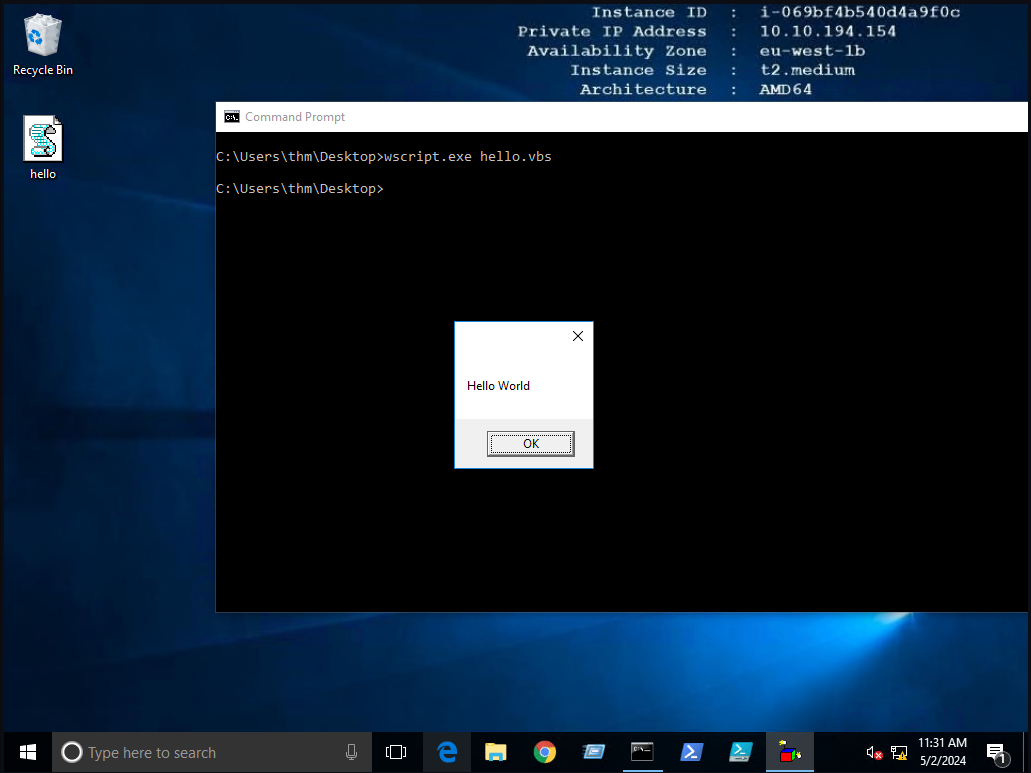 Instance ID : i-069bf4b540d4a9f0c
Private IP Address : 10.10.194.154
Availability Zone : eu-west-1b
Instance Size : t2.medium
Architecture : AMD64
Recycle Bin
hello
C:\. Command Prompt
C:\Users\thm\Desktop>wscript.exe hello.vbs
C:\Users\thm\Desktop>
Hello World
OK
Type here to search
C:\.
11:31 AM
5/2/2024
1